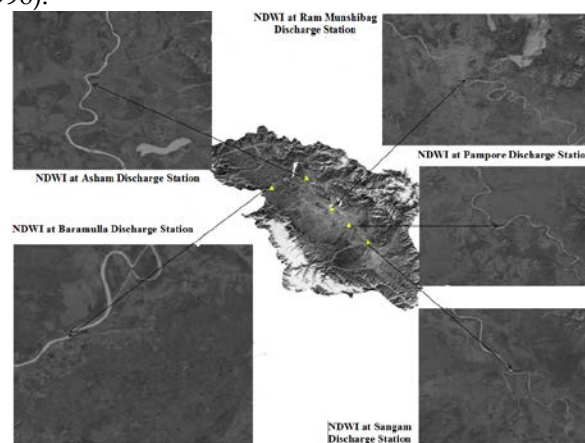 NDWI at Ram Munshibag
Discharge Station
NDWI at Asham Discharge Station
NDWI at Pampore Discharge Station
NDWI at Baramulla Discharge Station
NDWI at Sangam
Discharge Station